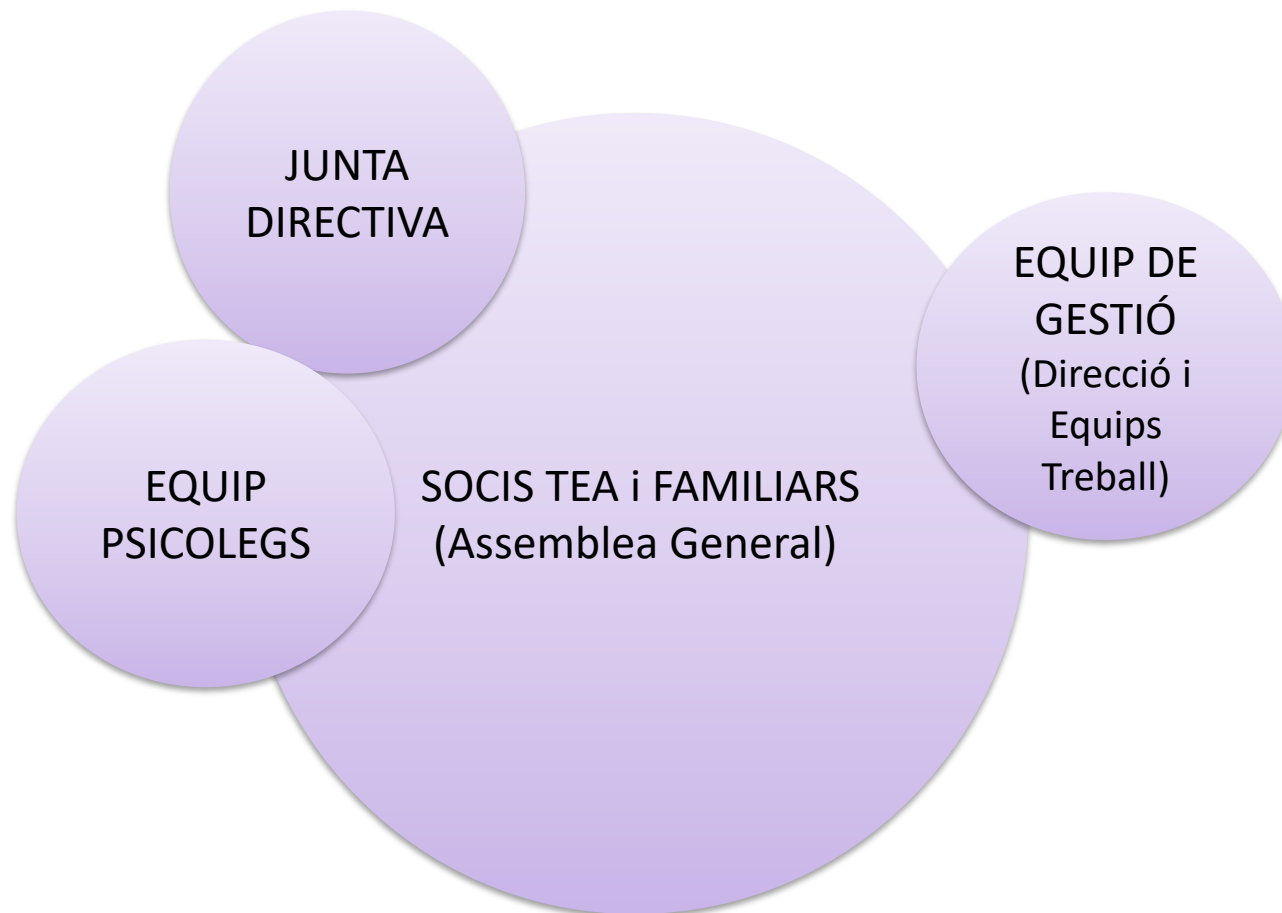 JUNTA
DIRECTIVA
EQUIP DE
GESTIÓ
(Direcció i
Equips
Treball)
EQUIP
PSICOLEGS
SOCIS TEA i FAMILIARS
(Assemblea General)